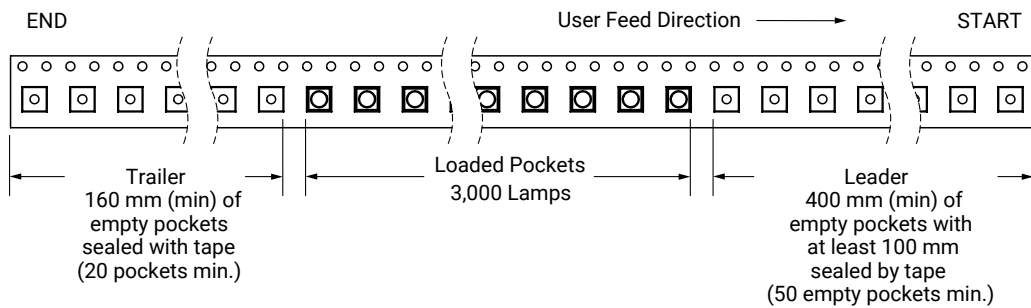 END
User Feed Direction
START
Trailer
160 mm (min) of
empty pockets
sealed with tape
(20 pockets min.)
Loaded Pockets
3,000 Lamps
Leader
400 mm (min) of
empty pockets with
at least 100 mm
sealed by tape
(50 empty pockets min.)